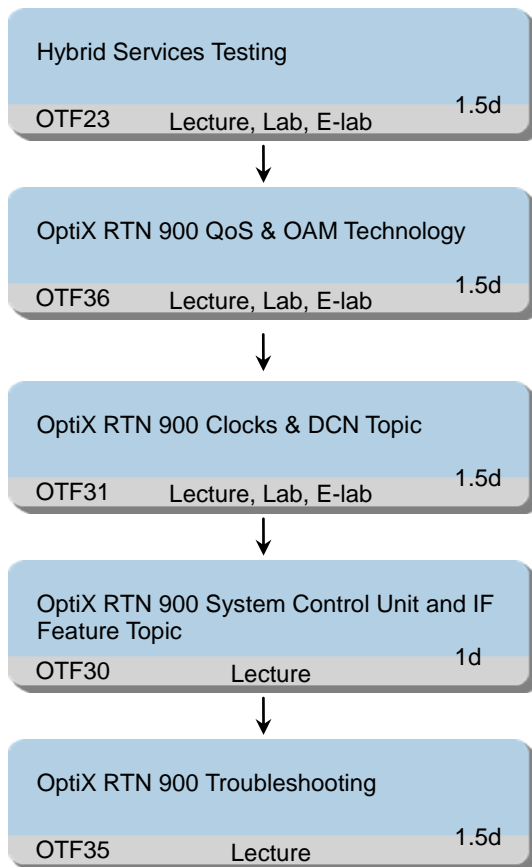 Hybrid Services Testing
1.5d
OTF23 Lecture, Lab, E-lab
OptiX RTN 900 QoS & OAM Technology
1.5d
OTF36 Lecture, Lab, E-lab
OptiX RTN 900 Clocks & DCN Topic
1.5d
OTF31 Lecture, Lab, E-lab
OptiX RTN 900 System Control Unit and IF
Feature Topic
1d
OTF30 Lecture
OptiX RTN 900 Troubleshooting
1.5d
OTF35 Lecture